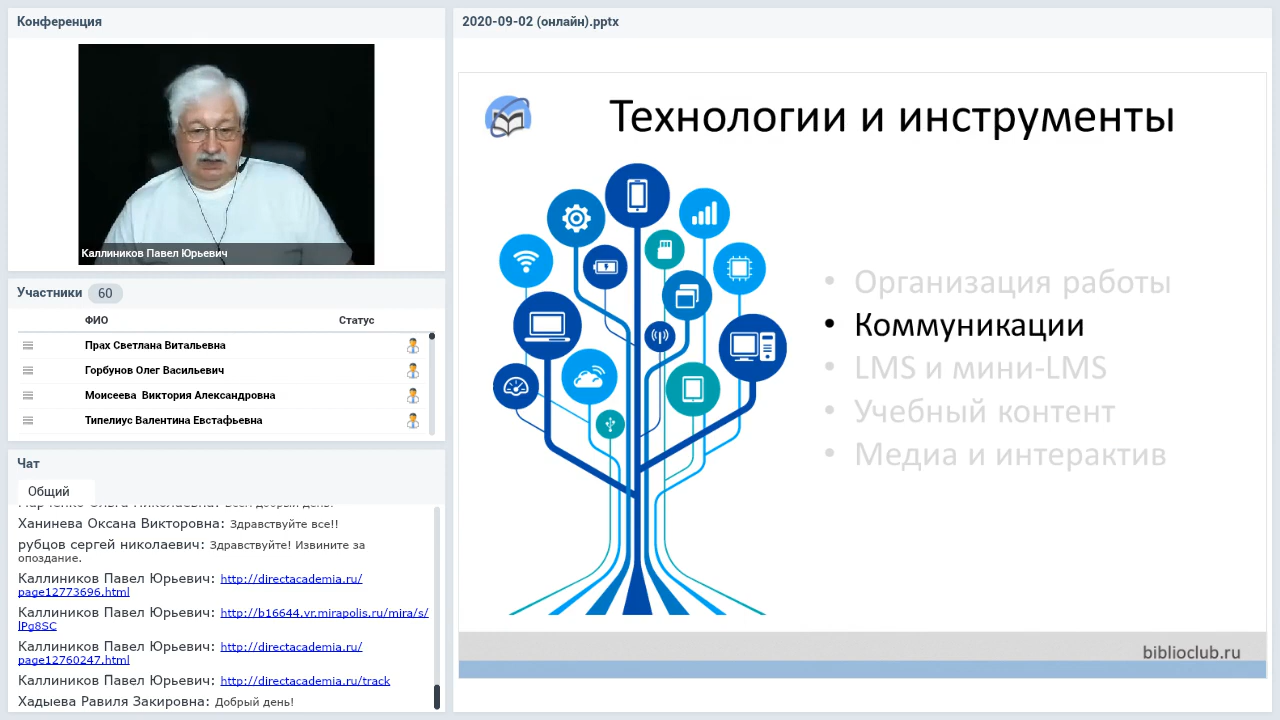 Конференция
Каллиников Павел Юрьевич
Участники 60
ФИО Статус
Прах Светлана Витальевна
Горбунов Олег Васильевич
Моисеева Виктория Александровна
Типелиус Валентина Евстафьевна
Чат
Общий
Ханинева Оксана Викторовна: Здравствуйте все!!
рубцов сергей николаевич: Здравствуйте! Извините за
опоздание.
Каллиников Павел Юрьевич: http://directacademia.ru/
page12773696.html
Каллиников Павел Юрьевич: http://b16644.vr.mirapolis.ru/mira/s/
lPg8SC
Каллиников Павел Юрьевич: http://directacademia.ru/
page12760247.html
Каллиников Павел Юрьевич: http://directacademia.ru/track
Хадыева Равиля Закировна: Добрый день!
2020-09-02 (онлайн).pptx
Технологии и инструменты
• Организация работы
• Коммуникации
• LMS и мини-LMS
• Учебный контент
• Медиа и интерактив
biblioclub.ru